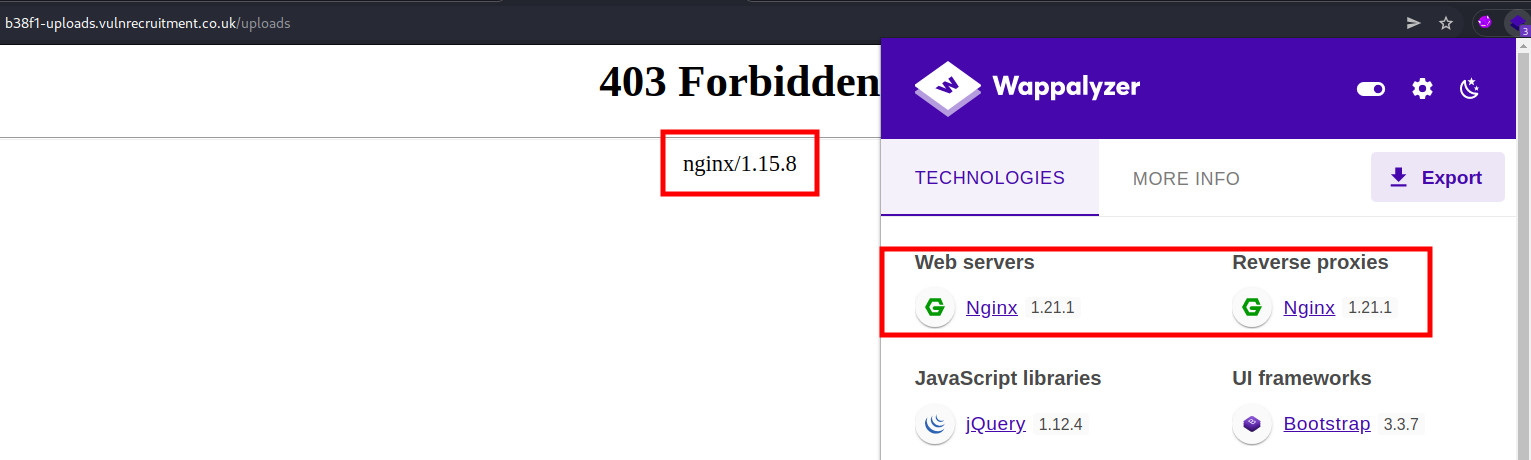 b38f1-uploads.vulnrecruitment.co.uk/uploads
3
403 Forbidden
nginx/1.15.8
W Wappalyzer
TECHNOLOGIES MORE INFO Export
Web servers Reverse proxies
Nginx 1.21.1 Nginx 1.21.1
JavaScript libraries UI frameworks
jQuery 1.12.4 Bootstrap 3.3.7